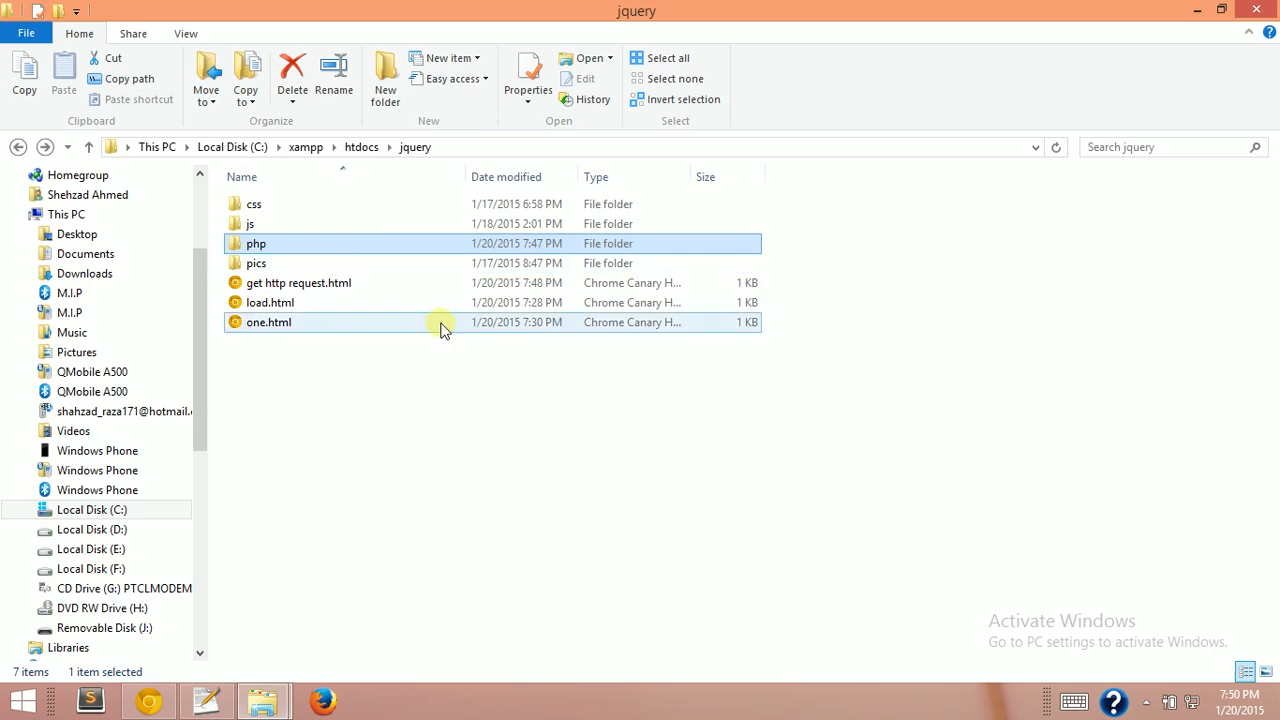 jquery
File
Home
Share
View
Copy
Paste
Cut
Copy path
Paste shortcut
Clipboard
Move to
Copy to
Delete
Rename
Organize
New folder
New item
Easy access
New
Properties
Open
Edit
History
Open
Select all
Select none
Invert selection
Select
This PC
Local Disk (C:)
xampp
htdocs
jquery
Search jquery
Homegroup
Shehzad Ahmed
This PC
Desktop
Documents
Downloads
M.I.P
M.I.P
Music
Pictures
QMobile A500
QMobile A500
shahzad_raza171@hotmail.
Videos
Windows Phone
Windows Phone
Windows Phone
Local Disk (C:)
Local Disk (D:)
Local Disk (E:)
Local Disk (F:)
CD Drive (G:) PTCLMODEM
DVD RW Drive (H:)
Removable Disk (J:)
Libraries
Name Date modified Type Size
css 1/17/2015 6:58 PM File folder
js 1/18/2015 2:01 PM File folder
php 1/20/2015 7:47 PM File folder
pics 1/17/2015 8:47 PM File folder
get http request.html 1/20/2015 7:48 PM Chrome Canary H... 1 KB
load.html 1/20/2015 7:28 PM Chrome Canary H... 1 KB
one.html 1/20/2015 7:30 PM Chrome Canary H... 1 KB
Activate Windows
Go to PC settings to activate Windows.
7 items 1 item selected
7:50 PM
1/20/2015